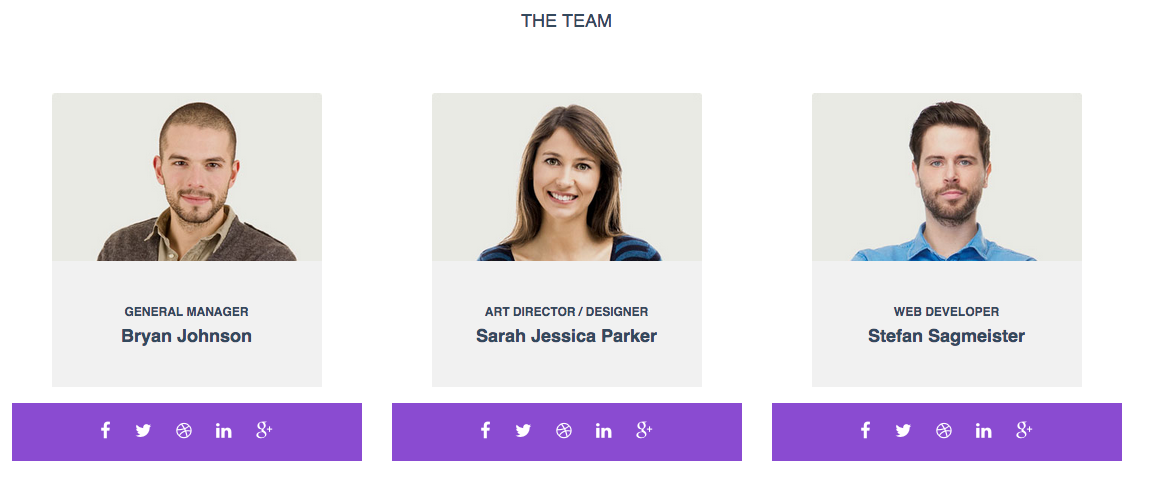 THE TEAM
GENERAL MANAGER
Bryan Johnson
ART DIRECTOR / DESIGNER
Sarah Jessica Parker
WEB DEVELOPER
Stefan Sagmeister